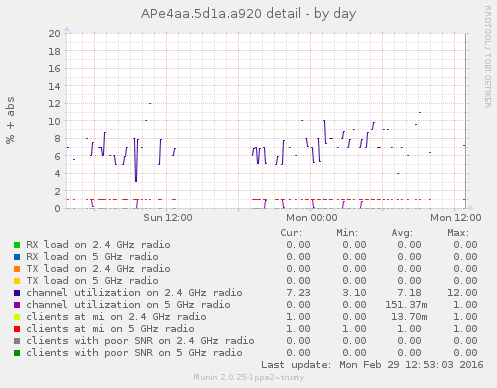 APe4aa.5d1a.a920 detail - by day
RRDTOOL / TOBI OETIKER
% + abs
20
18
16
14
12
10
8
6
4
2
0
Sun 12:00 Mon 00:00 Mon 12:00
Cur: Min: Avg: Max:
RX load on 2.4 GHz radio 0.00 0.00 0.00 0.00
RX load on 5 GHz radio 0.00 0.00 0.00 0.00
TX load on 2.4 GHz radio 0.00 0.00 0.00 0.00
TX load on 5 GHz radio 0.00 0.00 0.00 0.00
channel utilization on 2.4 GHz radio 7.23 3.10 7.18 12.00
channel utilization on 5 GHz radio 0.00 0.00 151.37m 1.00
clients at mi on 2.4 GHz radio 1.00 0.00 13.70m 1.00
clients at mi on 5 GHz radio 1.00 1.00 1.00 1.00
clients with poor SNR on 2.4 GHz radio 0.00 0.00 0.00 0.00
clients with poor SNR on 5 GHz radio 0.00 0.00 0.00 0.00
Last update: Mon Feb 29 12:53:03 2016
Munin 2.0.25-1ppa2~trusty